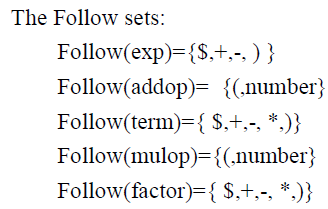 The Follow sets:
Follow(exp)={$,+,-, ) }
Follow(addop)= {(,number}
Follow(term)={ $,+,-, *,)}
Follow(mulop)={(,number}
Follow(factor)={ $,+,-, *,)}